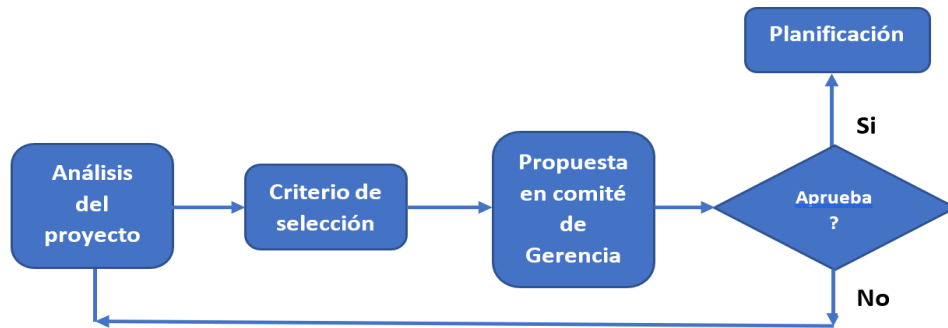 Análisis
del
proyecto
Criterio de
selección
Propuesta
en comité
de
Gerencia
Aprueba
?
Si
Planificación
No